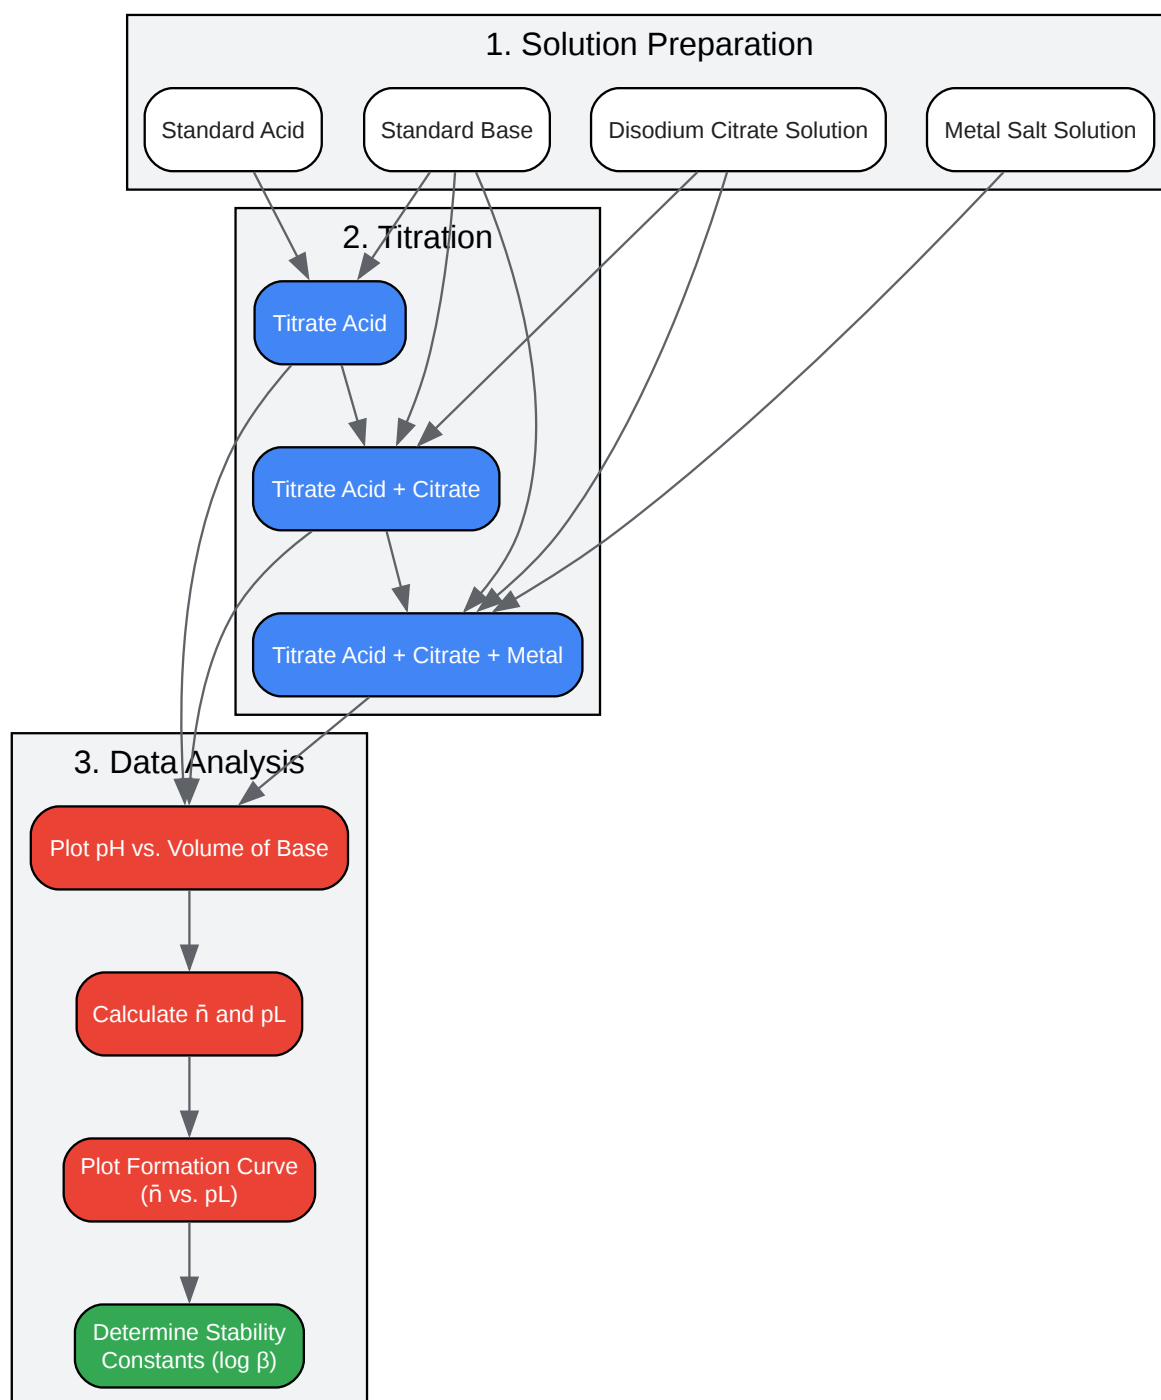 1. Solution Preparation
Standard Acid
Standard Base
Disodium Citrate Solution
Metal Salt Solution
2. Titration
Titrate Acid
Titrate Acid + Citrate
Titrate Acid + Citrate + Metal
3. Data Analysis
Plot pH vs. Volume of Base
Calculate n̄ and pL
Plot Formation Curve
(n̄ vs. pL)
Determine Stability
Constants (log β)